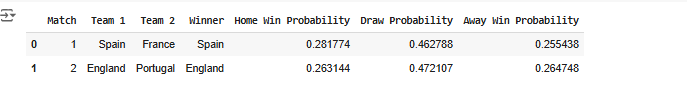 Match Team 1 Team 2 Winner Home Win Probability Draw Probability Away Win Probability
0 1 Spain France Spain 0.281774 0.462788 0.255438
1 2 England Portugal England 0.263144 0.472107 0.264748